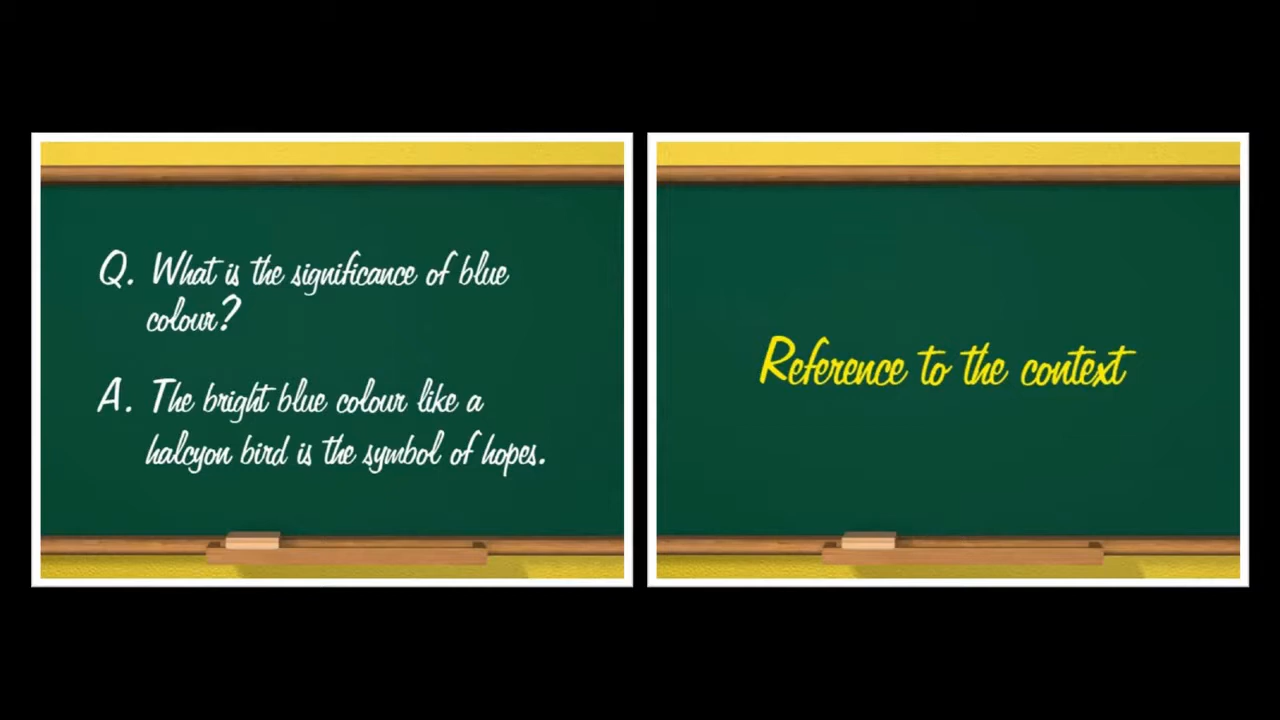 Q. What is the significance of blue
colour?
A. The bright blue colour like a
halcyon bird is the symbol of hopes.
Reference to the context